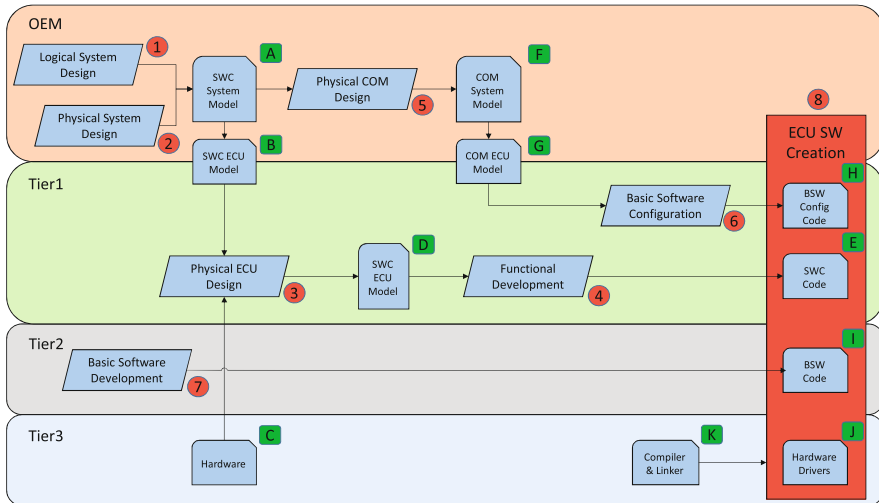 OEM
1
Logical System
Design
Physical System
Design
2
A
SWC
System
Model
Physical COM
Design
5
F
COM
System
Model
B
SWC ECU
Model
G
COM ECU
Model
8
ECU SW
Creation
Tier1
H
BSW
Config
Code
Basic Software
Configuration
6
Physical ECU
Design
3
D
SWC
ECU
Model
Functional
Development
4
E
SWC
Code
Tier2
Basic Software
Development
7
I
BSW
Code
Tier3
C
Hardware
K
Compiler
& Linker
J
Hardware
Drivers